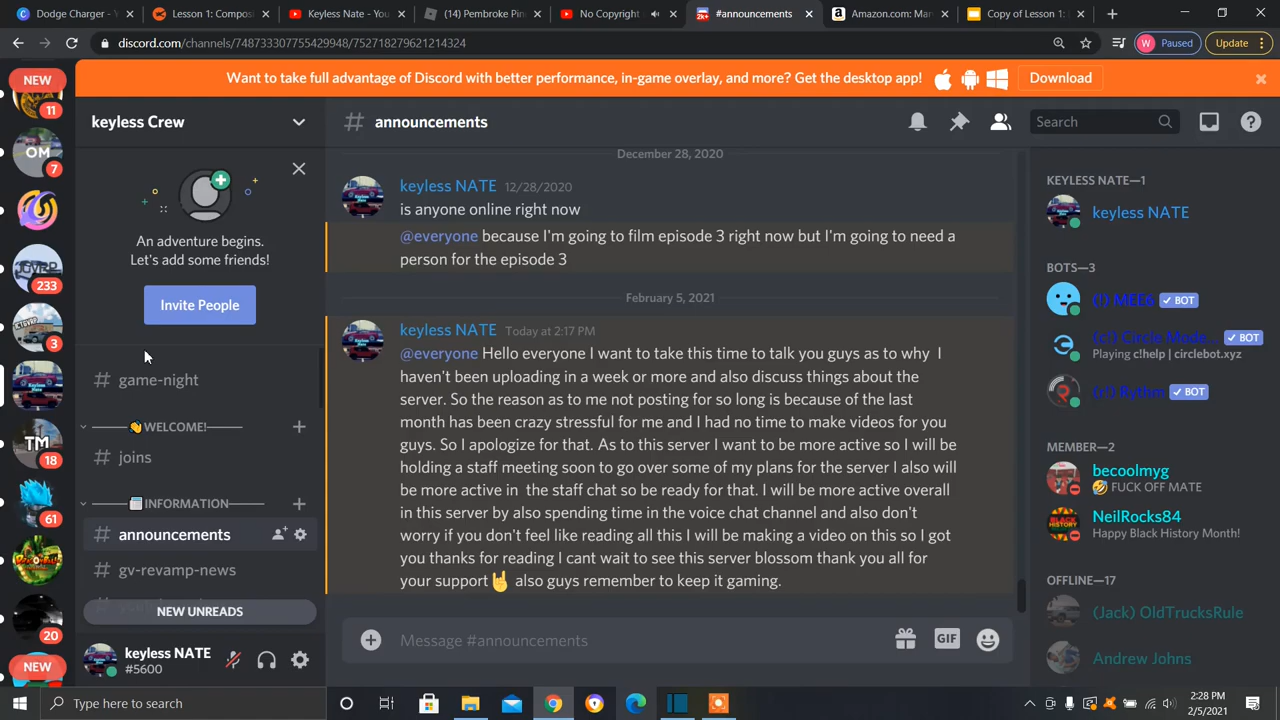 Dodge Charger - G
Lesson 1: Composi
Keyless Nate - You
(14) Pembroke Pin
No Copyright
#announcements
Amazon.com: Mar
Copy of Lesson 1:
discord.com/channels/748733307755429948/752718279621214324
W Paused
Update
Want to take full advantage of Discord with better performance, in-game overlay, and more? Get the desktop app!
Download
NEW
11
OM
7
GVRP
233
3
TM
18
61
20
NEW
keyless Crew
An adventure begins.
Let's add some friends!
Invite People
# game-night
👋 WELCOME!
# joins
INFORMATION
announcements
gv-revamp-news
NEW UNREADS
keyless NATE
#5600
# announcements
Search
December 28, 2020
keyless NATE 12/28/2020
is anyone online right now
@everyone because I'm going to film episode 3 right now but I'm going to need a
person for the episode 3
February 5, 2021
keyless NATE Today at 2:17 PM
@everyone Hello everyone I want to take this time to talk you guys as to why I
haven't been uploading in a week or more and also discuss things about the
server. So the reason as to me not posting for so long is because of the last
month has been crazy stressful for me and I had no time to make videos for you
guys. So I apologize for that. As to this server I want to be more active so I will be
holding a staff meeting soon to go over some of my plans for the server I also will
be more active in the staff chat so be ready for that. I will be more active overall
in this server by also spending time in the voice chat channel and also don't
worry if you don't feel like reading all this I will be making a video on this so I got
you thanks for reading I cant wait to see this server blossom thank you all for
your support 🤘 also guys remember to keep it gaming.
Message #announcements
GIF
KEYLESS NATE—1
keyless NATE
BOTS—3
(!) MEE6 ✓ BOT
(c!) Circle Mode... ✓ BOT
Playing c!help | circlebot.xyz
(r!) Rythm ✓ BOT
MEMBER—2
becoolmyg
🤣 FUCK OFF MATE
NeilRocks84
Happy Black History Month!
OFFLINE—17
(Jack) OldTrucksRule
Andrew Johns
Type here to search
2:28 PM
2/5/2021